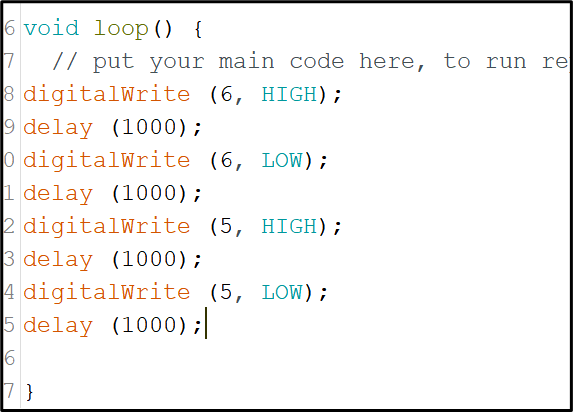 6 void loop() {
7 // put your main code here, to run re
8 digitalWrite (6, HIGH);
9 delay (1000);
0 digitalWrite (6, LOW);
1 delay (1000);
2 digitalWrite (5, HIGH);
3 delay (1000);
4 digitalWrite (5, LOW);
5 delay (1000);
6
7 }